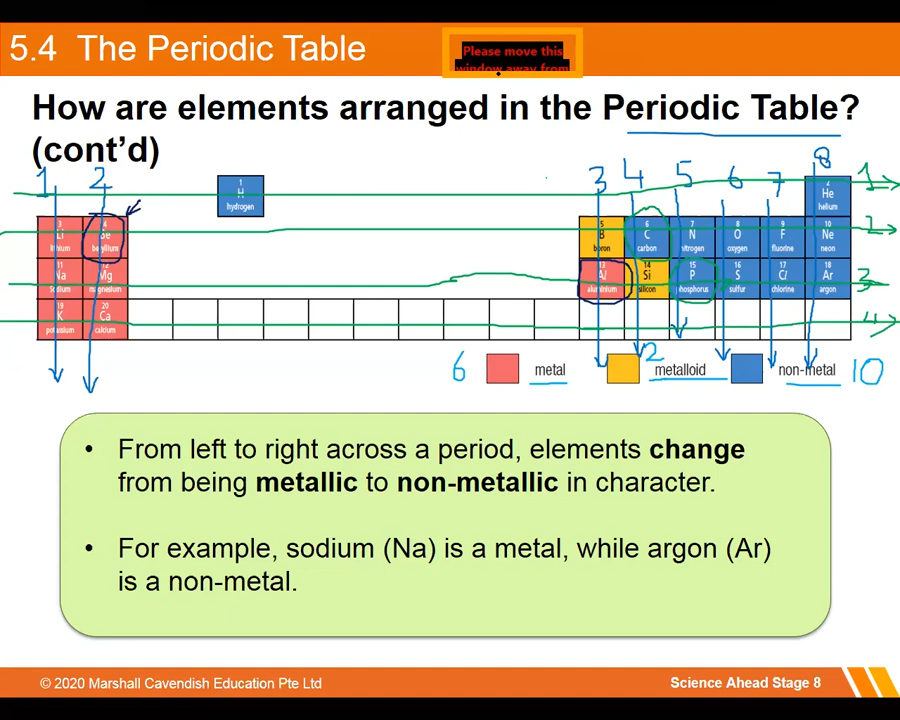 5.4 The Periodic Table
Please move this
window away from
How are elements arranged in the Periodic Table?
(cont'd)
1 2 3 4 5 6 7 8
1
H
hydrogen
He
helium
1
3 Li lithium
4 Be beryllium
5 B boron
6 C carbon
7 N nitrogen
8 O oxygen
9 F fluorine
10 Ne neon
2
11 Na sodium
12 Mg magnesium
13 Al aluminium
14 Si silicon
15 P phosphorus
16 S sulfur
17 Cl chlorine
18 Ar argon
3
19 K potassium
20 Ca calcium
4
6 metal 2 metalloid non-metal 10
• From left to right across a period, elements change
from being metallic to non-metallic in character.
• For example, sodium (Na) is a metal, while argon (Ar)
is a non-metal.
© 2020 Marshall Cavendish Education Pte Ltd
Science Ahead Stage 8